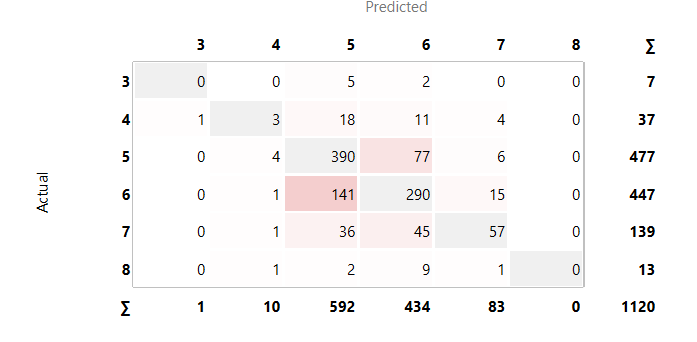 Predicted
3 4 5 6 7 8 ∑
3 0 0 5 2 0 0 7
4 1 3 18 11 4 0 37
5 0 4 390 77 6 0 477
6 0 1 141 290 15 0 447
7 0 1 36 45 57 0 139
8 0 1 2 9 1 0 13
∑ 1 10 592 434 83 0 1120
Actual